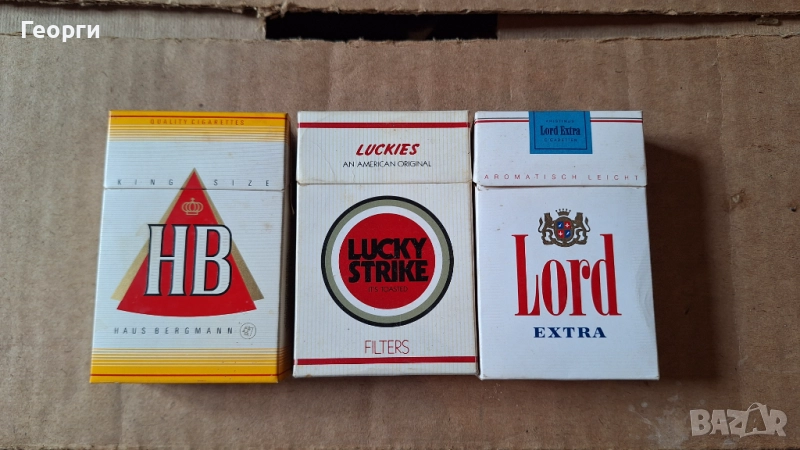 Георги
QUALITY CIGARETTES
KING SIZE
HB
HAUS BERGMANN
LUCKIES
AN AMERICAN ORIGINAL
LUCKY
STRIKE
IT'S TOASTED
FILTERS
Lord Extra
AROMATISCH LEICHT
Lord
EXTRA
BAZAR